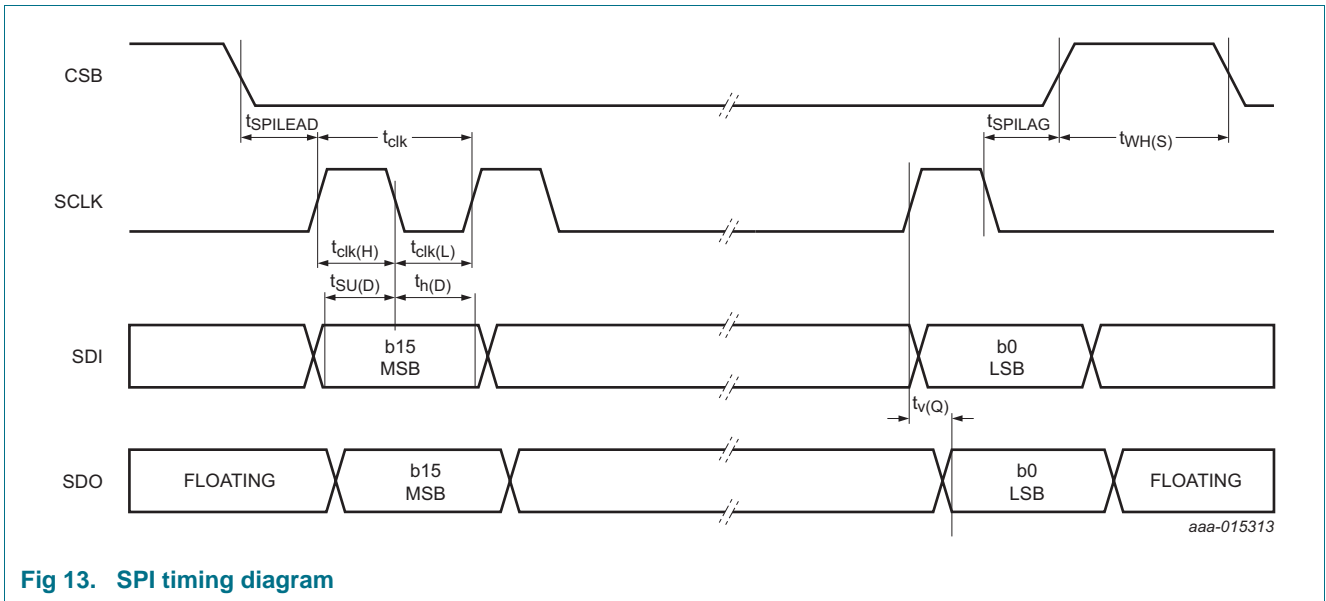 CSB
tSPILEAD
tclk
tSPILAG
tWH(S)
SCLK
tclk(H)
tclk(L)
tSU(D)
th(D)
SDI
b15
MSB
b0
LSB
tv(Q)
SDO
FLOATING
b15
MSB
b0
LSB
FLOATING
aaa-015313
Fig 13. SPI timing diagram